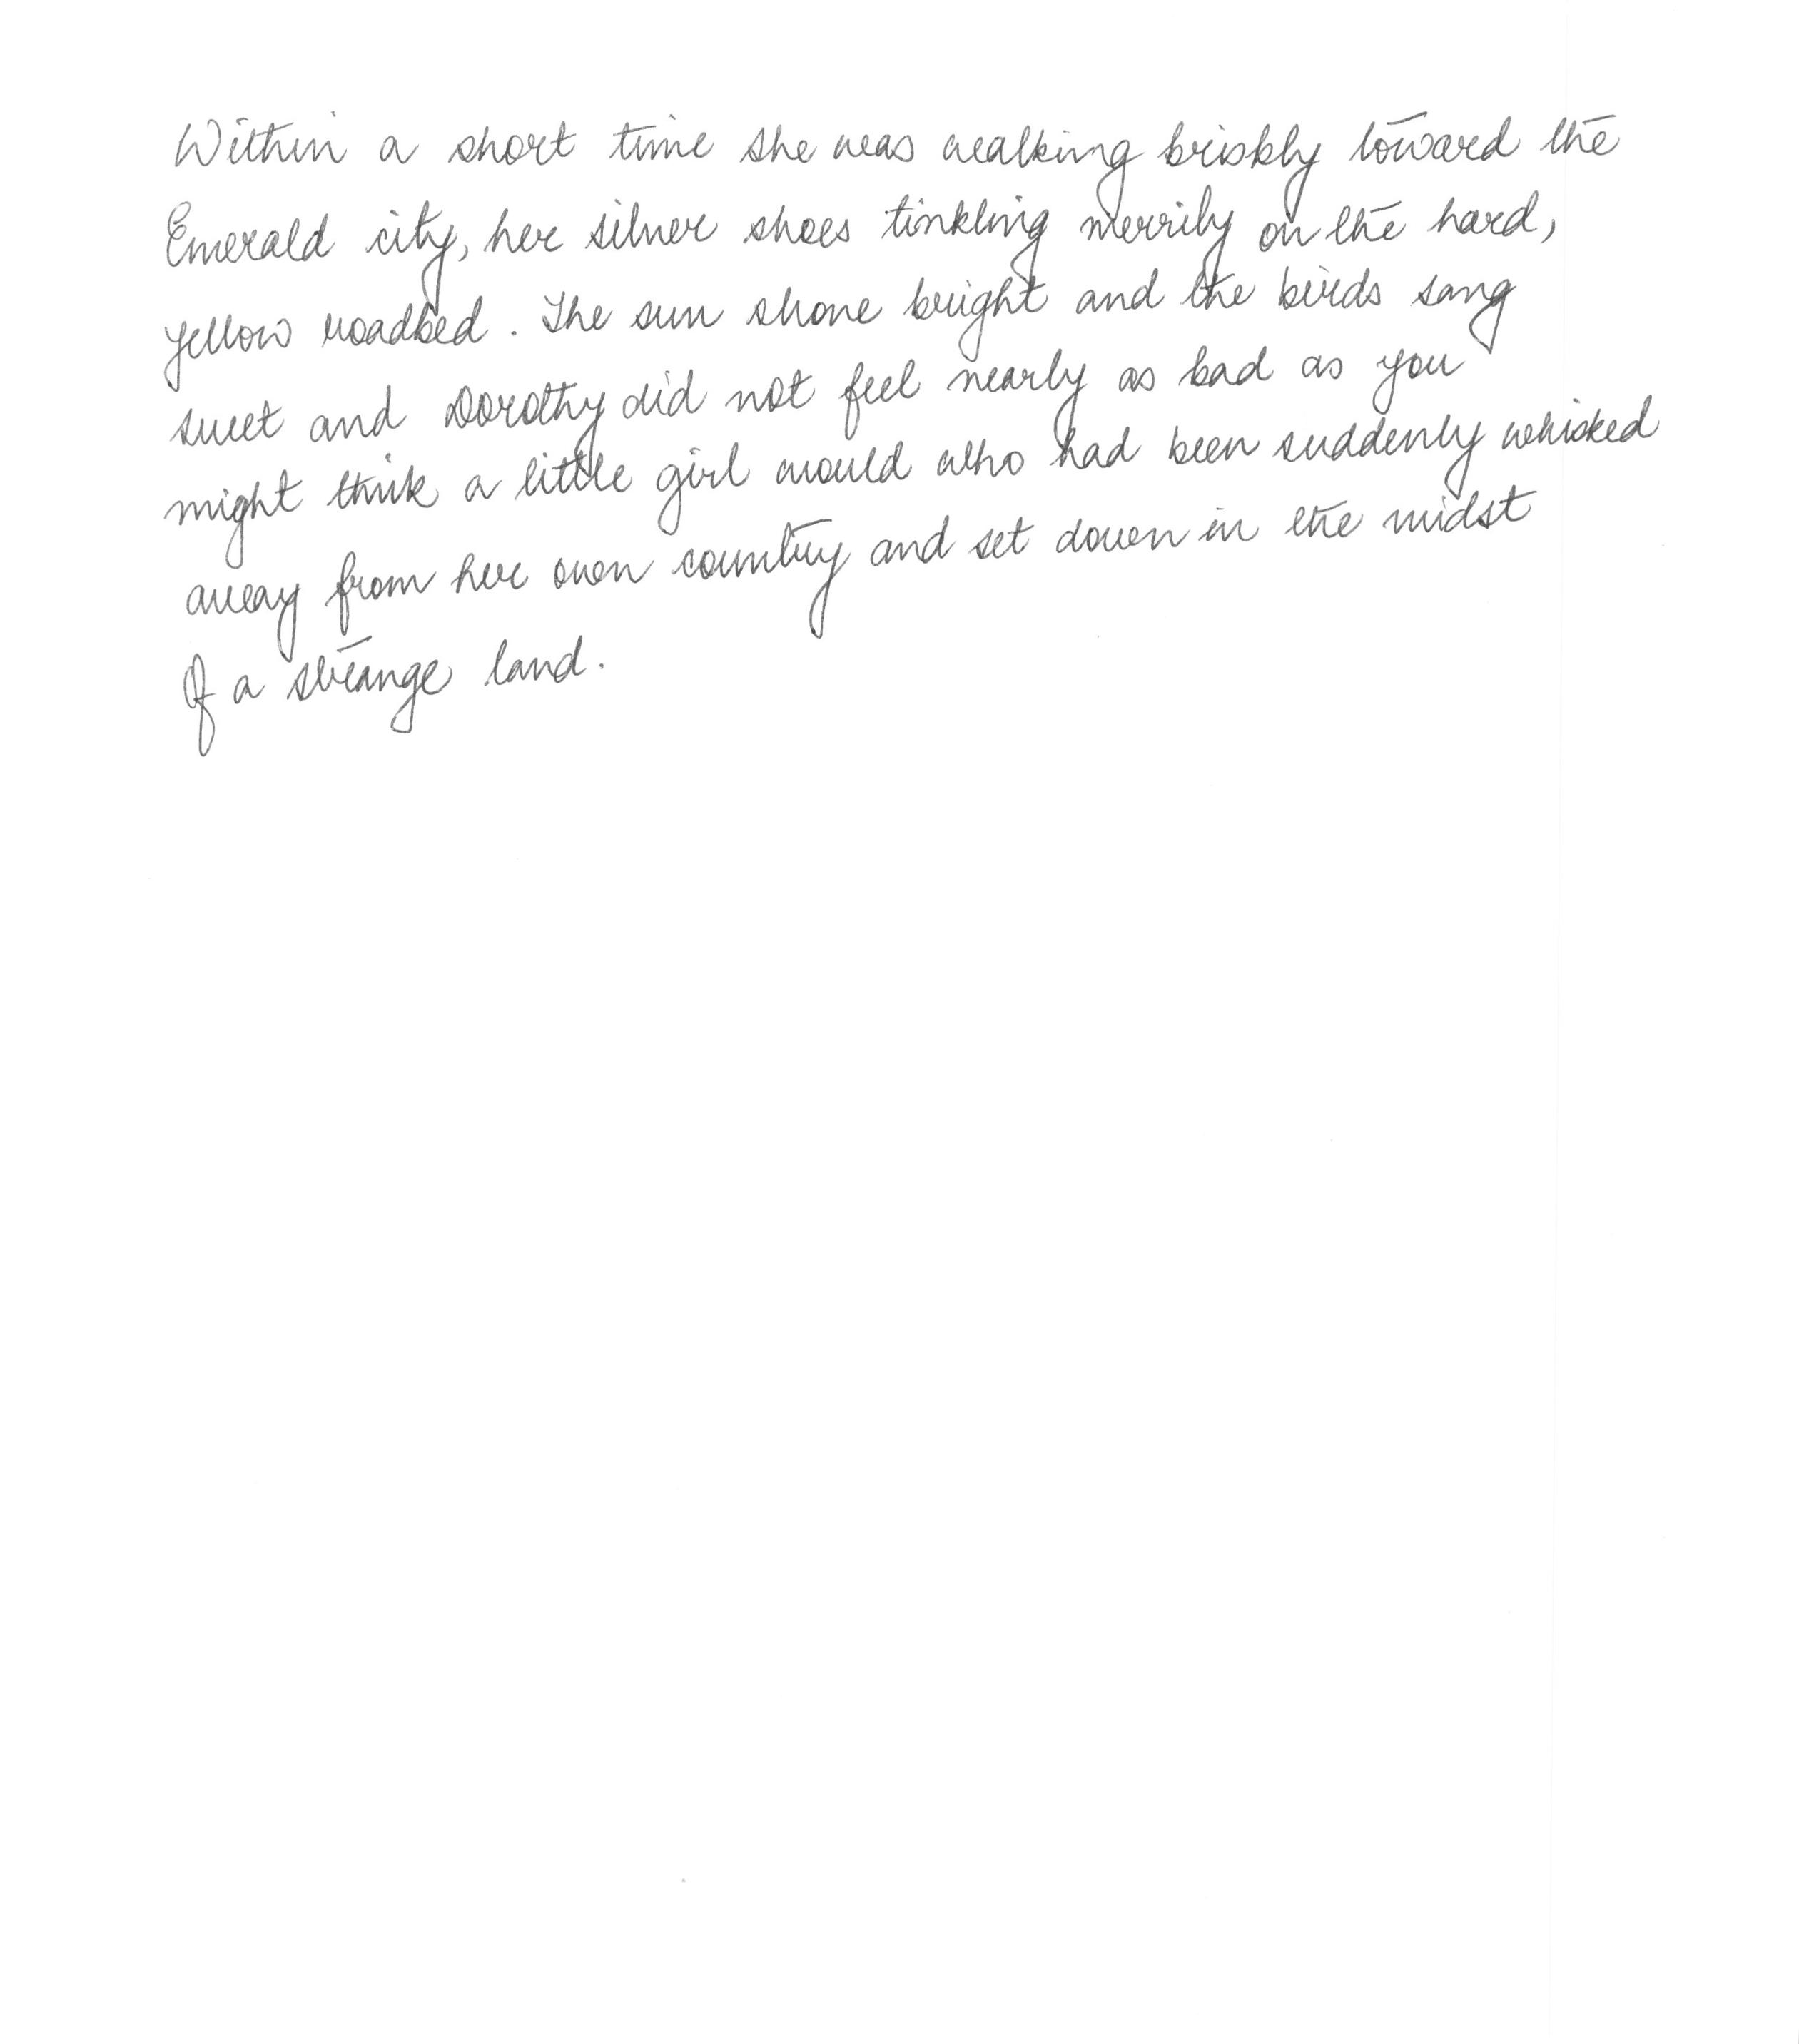 Within a short time she was walking briskly toward the
Emerald city, her silver shoes tinkling merrily on the hard,
yellow roadbed. The sun shone bright and the birds sang
sweet and Dorothy did not feel nearly as bad as you
might think a little girl would who had been suddenly whisked
away from her own country and set down in the midst
of a strange land.